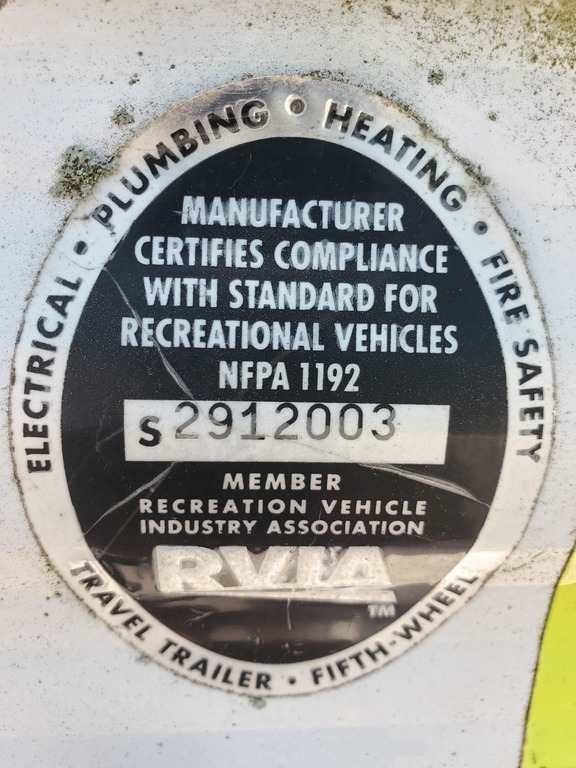 ELECTRICAL • PLUMBING • HEATING • FIRE SAFETY
MANUFACTURER
CERTIFIES COMPLIANCE
WITH STANDARD FOR
RECREATIONAL VEHICLES
NFPA 1192
S 2912003
MEMBER
RECREATION VEHICLE
INDUSTRY ASSOCIATION
RVIA
TM
TRAVEL TRAILER • FIFTH-WHEEL